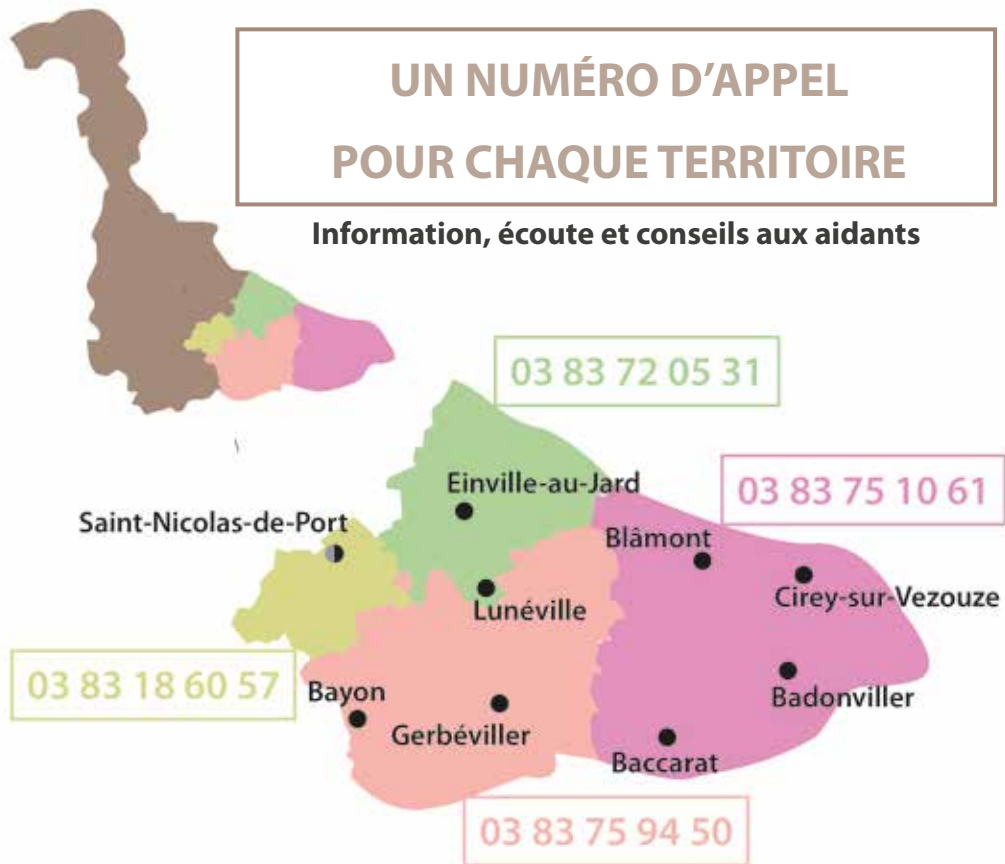 UN NUMÉRO D'APPEL
POUR CHAQUE TERRITOIRE
Information, écoute et conseils aux aidants
03 83 72 05 31
03 83 75 10 61
Einville-au-Jard
Saint-Nicolas-de-Port
Blâmont
Cirey-sur-Vezouze
Lunéville
03 83 18 60 57
Bayon
Badonviller
Gerbéviller
Baccarat
03 83 75 94 50